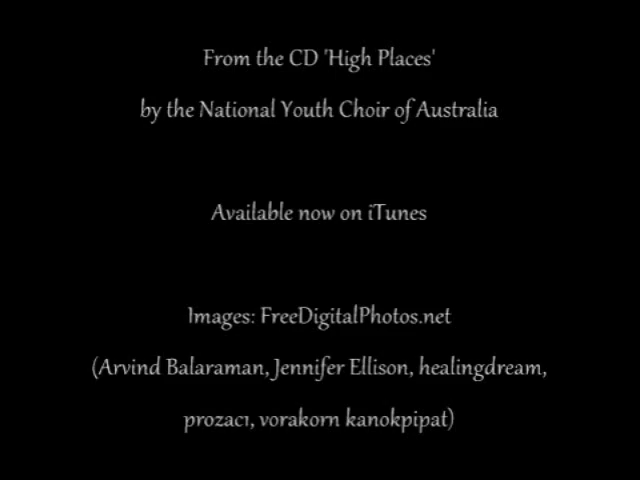 From the CD 'High Places'
by the National Youth Choir of Australia
Available now on iTunes
Images: FreeDigitalPhotos.net
(Arvind Balaraman, Jennifer Ellison, healingdream,
prozac1, vorakorn kanokpipat)